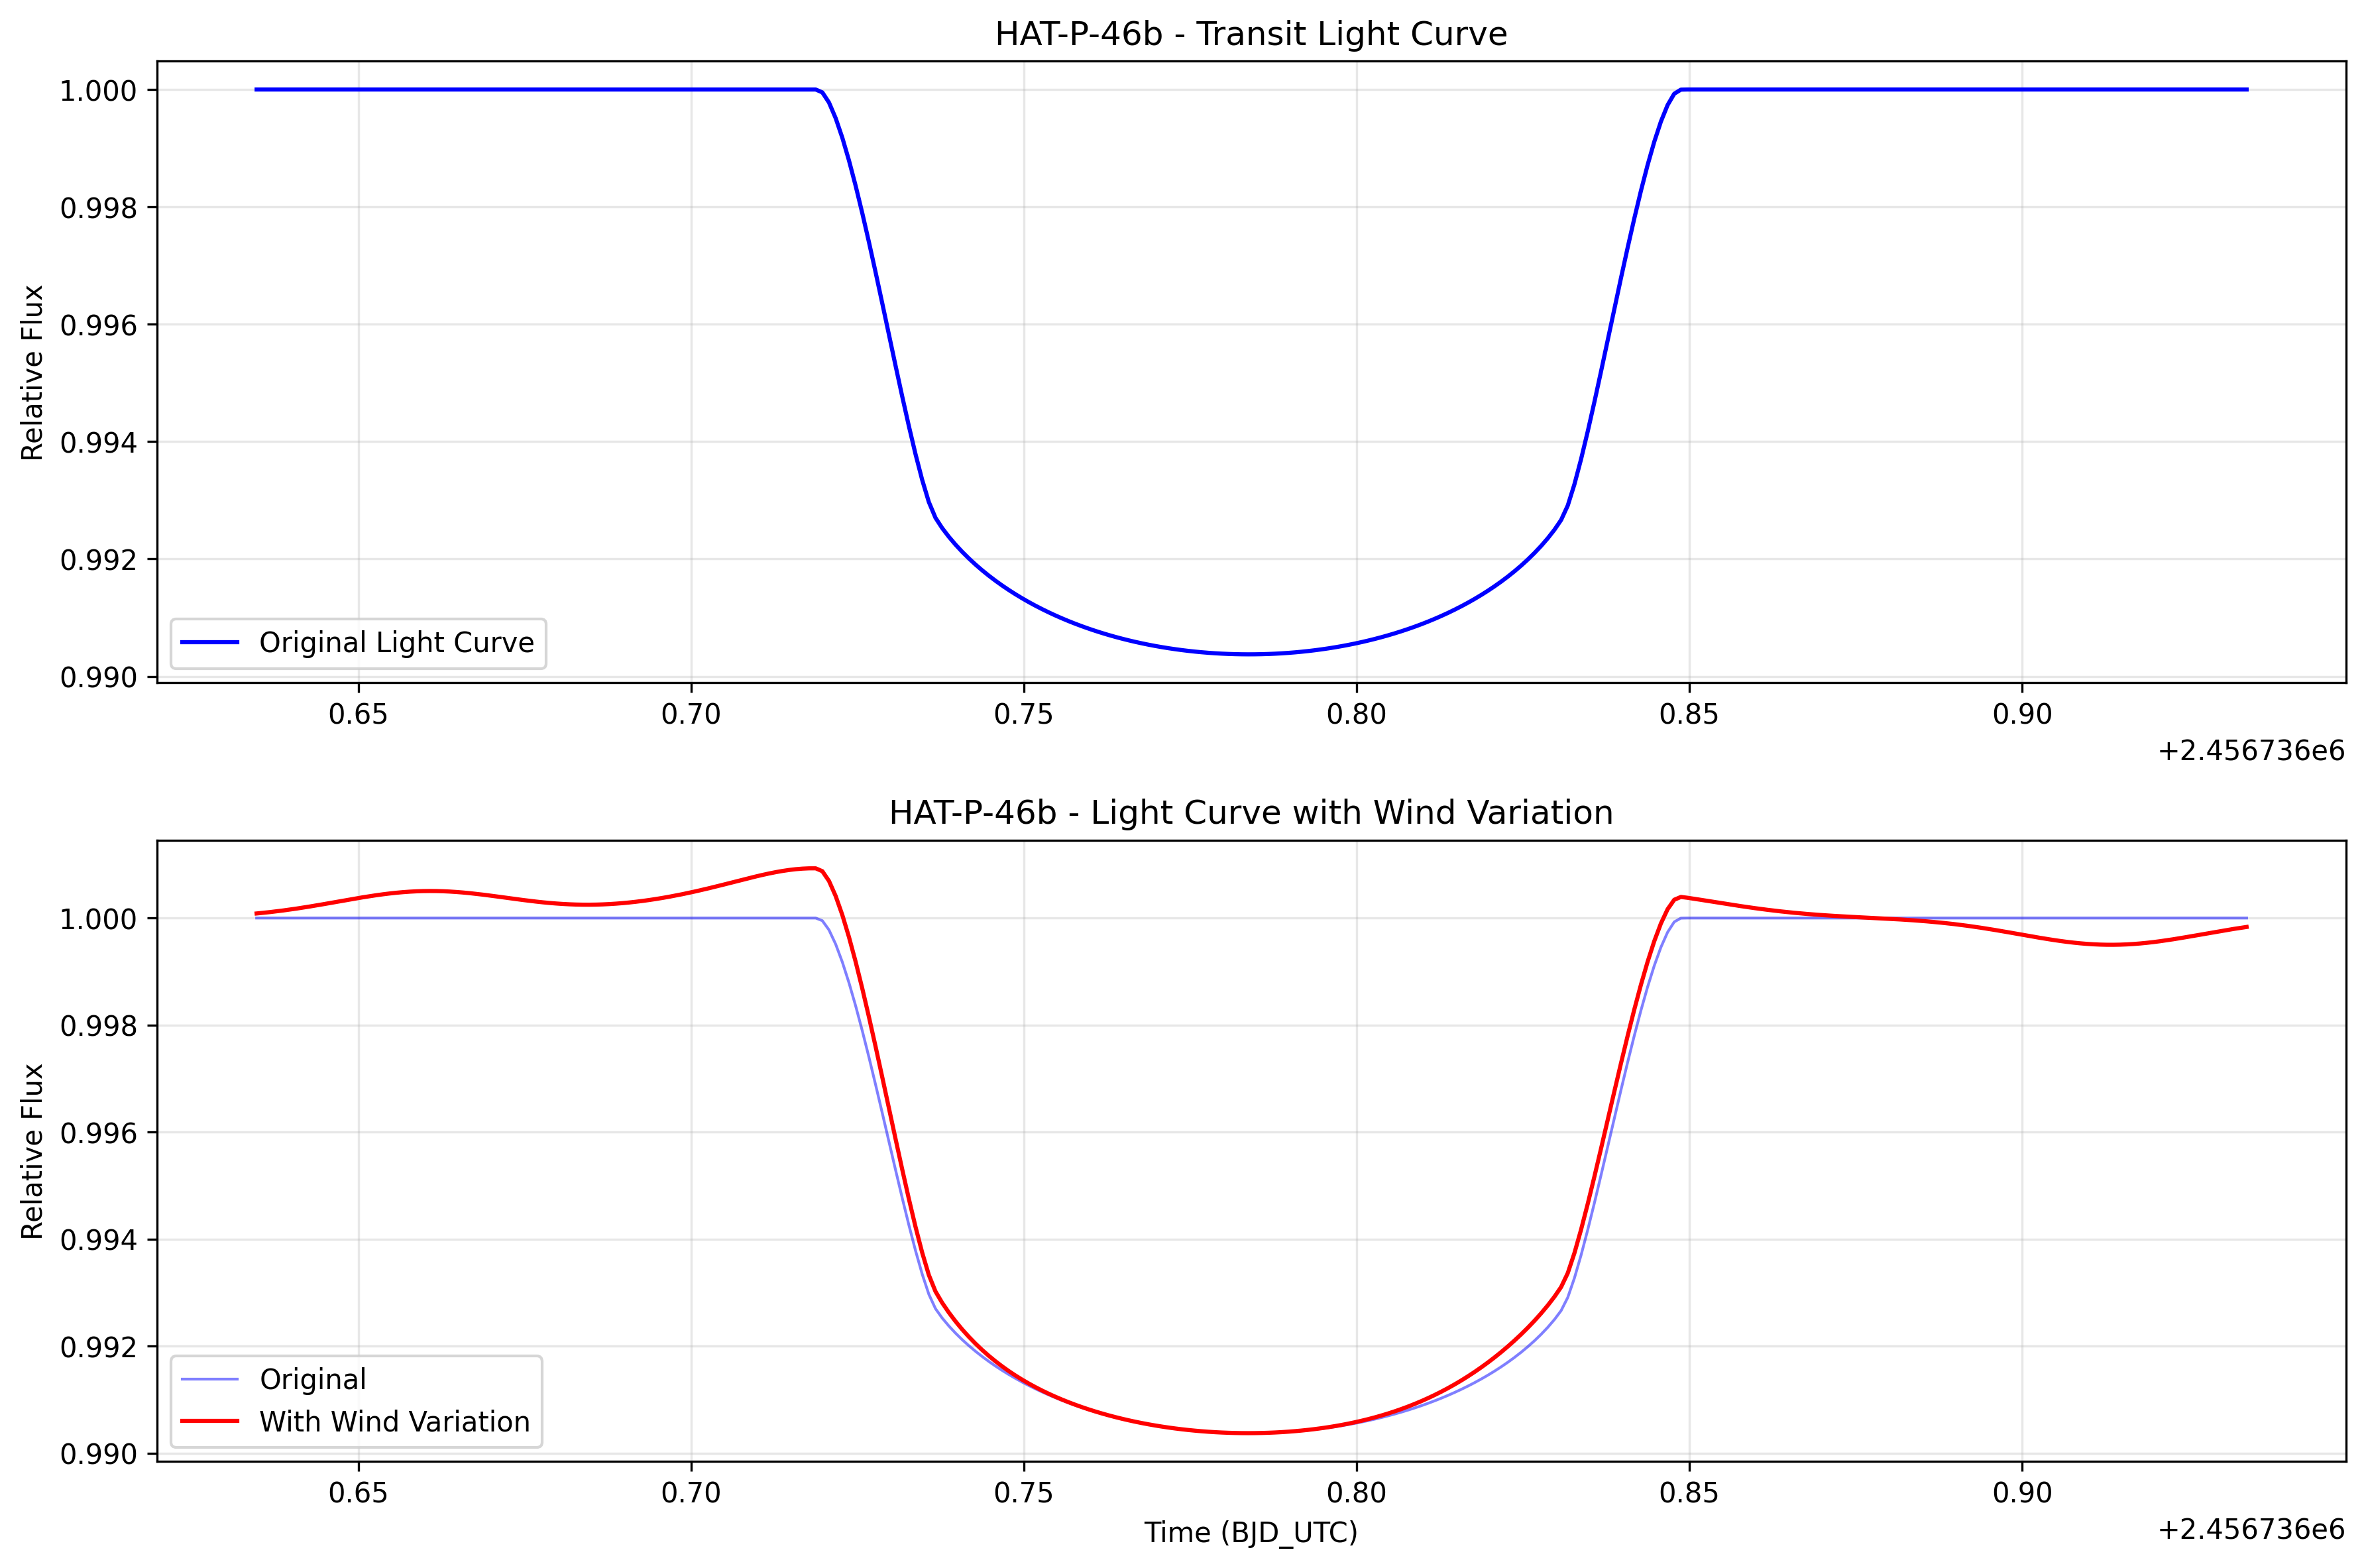 HAT-P-46b - Transit Light Curve
Relative Flux
1.000
0.998
0.996
0.994
0.992
0.990
Original Light Curve
0.65 0.70 0.75 0.80 0.85 0.90
+2.456736e6
HAT-P-46b - Light Curve with Wind Variation
Relative Flux
1.000
0.998
0.996
0.994
0.992
0.990
Original
With Wind Variation
0.65 0.70 0.75 0.80 0.85 0.90
Time (BJD_UTC)
+2.456736e6